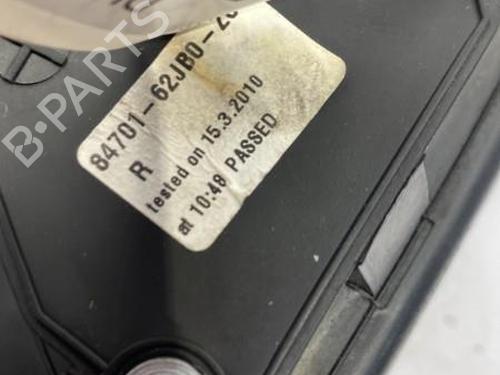 84701-62JB0-
R
tested on 15.3.2010
at 10:48 PASSED
B-PARTS